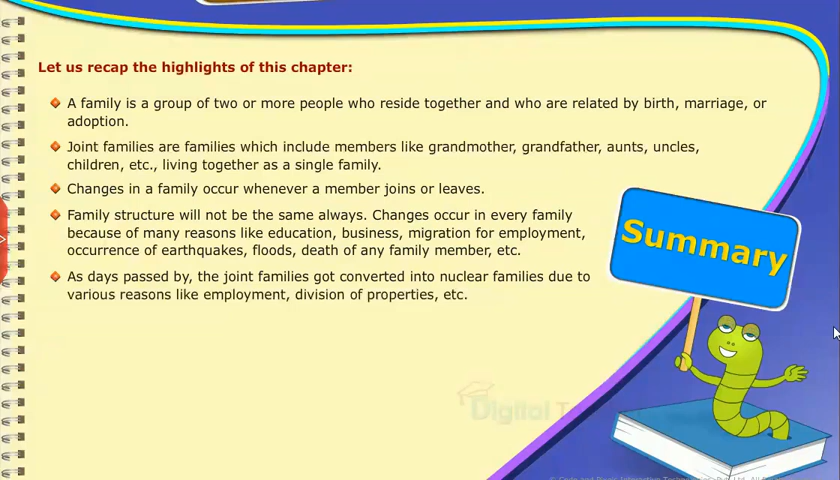 Let us recap the highlights of this chapter:
A family is a group of two or more people who reside together and who are related by birth, marriage, or
adoption.
Joint families are families which include members like grandmother, grandfather, aunts, uncles,
children, etc., living together as a single family.
Changes in a family occur whenever a member joins or leaves.
Family structure will not be the same always. Changes occur in every family
because of many reasons like education, business, migration for employment,
occurrence of earthquakes, floods, death of any family member, etc.
As days passed by, the joint families got converted into nuclear families due to
various reasons like employment, division of properties, etc.
Summary
Digital